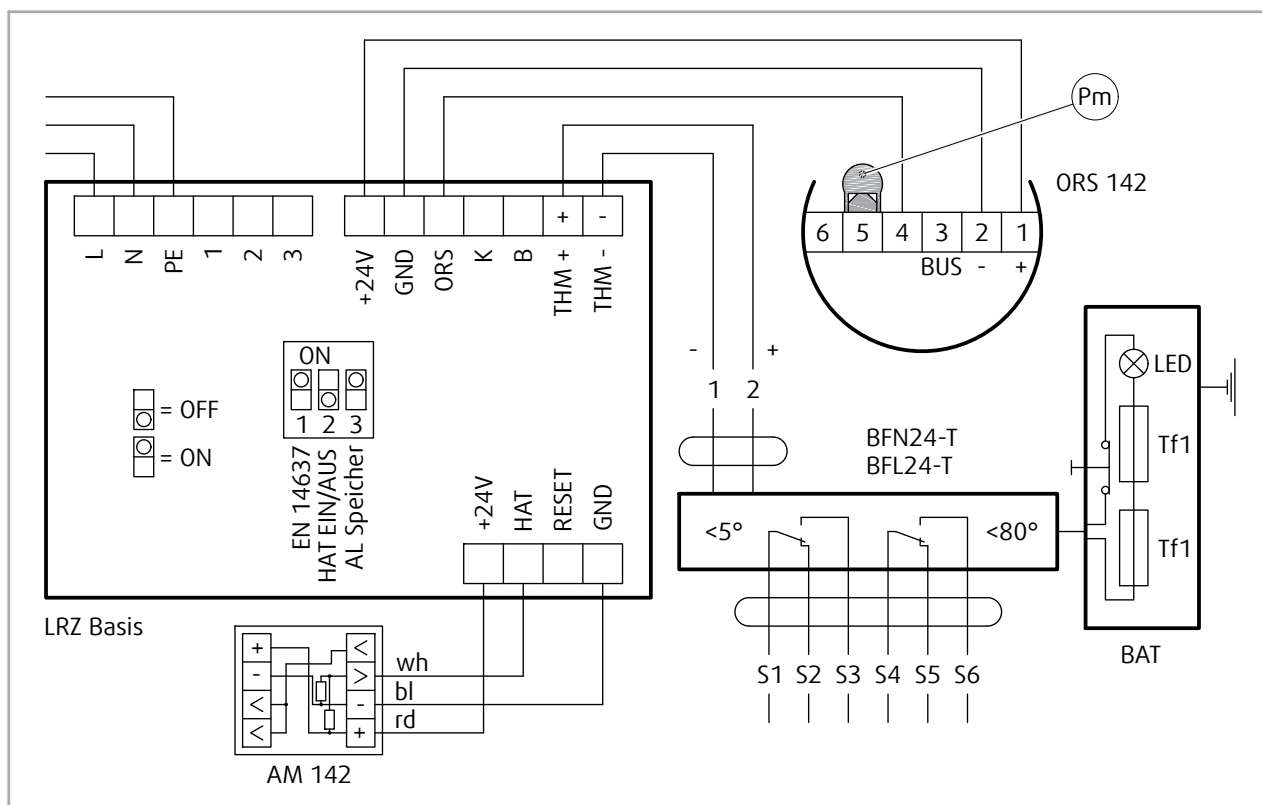 Pm
ORS 142
6 5 4 3 2 1
BUS - +
+ -
L
N
PE
1
2
3
+24V
GND
ORS
K
B
THM +
THM -
ON
1 2 3
= OFF
= ON
EN 14637
HAT EIN/AUS
AL Speicher
+24V
HAT
RESET
GND
LRZ Basis
- +
1 2
BFN24-T
BFL24-T
<5° <80°
S1 S2 S3 S4 S5 S6
LED
Tf1
Tf1
BAT
+ <
- >
< -
< +
wh
bl
rd
AM 142